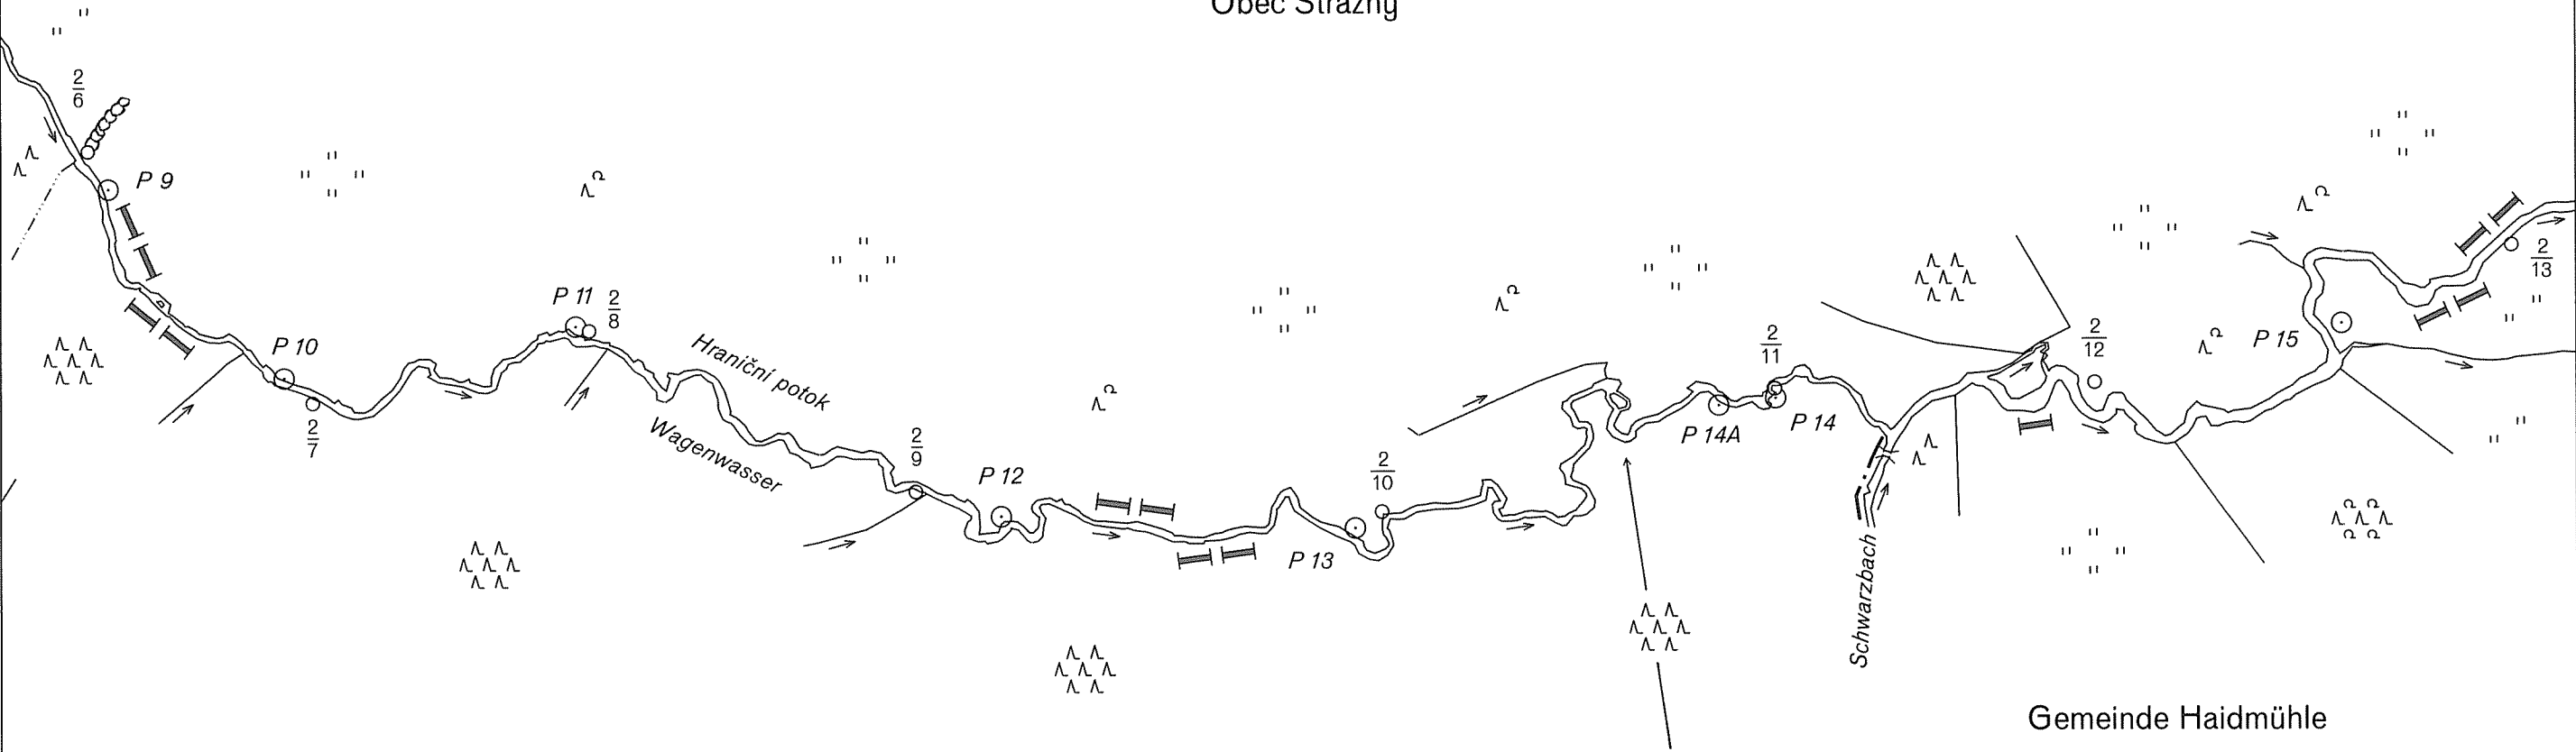 Obec Strážný
2
6
P 9
P 10
2
7
P 11
2
8
Hraniční potok
Wagenwasser
2
9
P 12
P 13
2
10
P 14A
2
11
P 14
Schwarzbach
2
12
P 15
2
13
Gemeinde Haidmühle